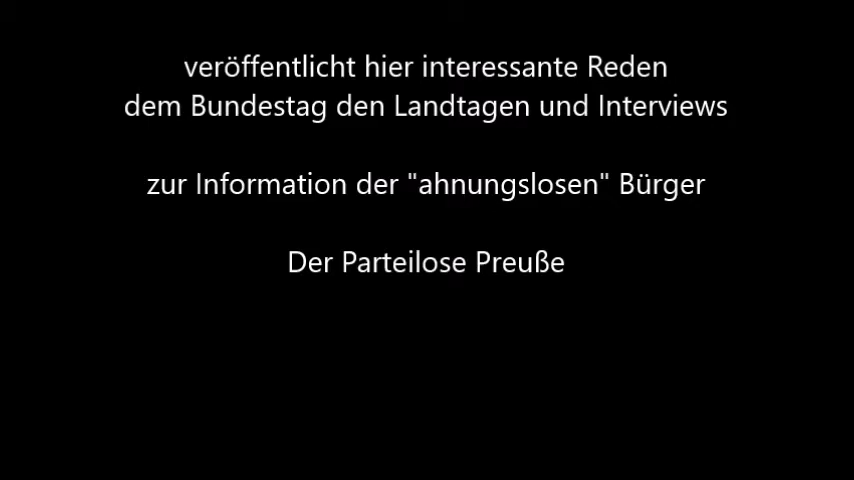 veröffentlicht hier interessante Reden
dem Bundestag den Landtagen und Interviews
zur Information der "ahnungslosen" Bürger
Der Parteilose Preuße